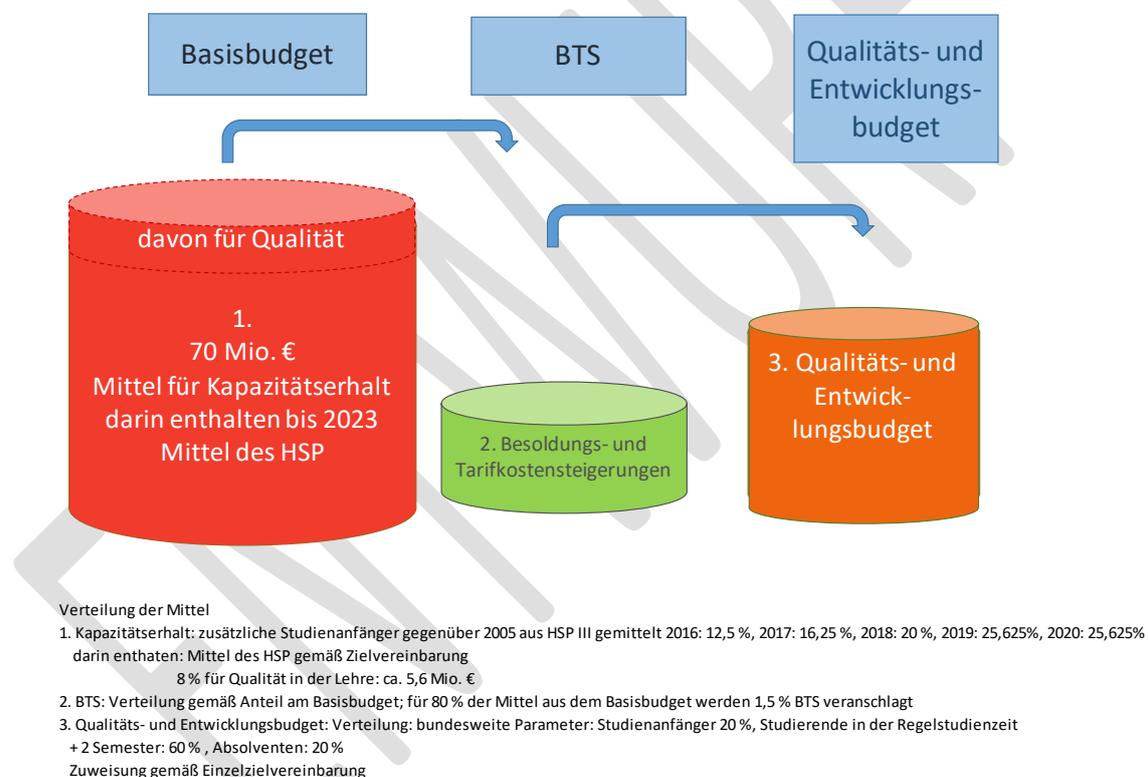 Basisbudget
BTS
Qualitäts- und
Entwicklungs-
budget
davon für Qualität
1.
70 Mio. €
Mittel für Kapazitätserhalt
darin enthalten bis 2023
Mittel des HSP
2. Besoldungs- und
Tarifkostensteigerungen
3. Qualitäts- und
Entwick-
lungsbudget
Verteilung der Mittel
1. Kapazitätserhalt: zusätzliche Studienanfänger gegenüber 2005 aus HSP III gemittelt 2016: 12,5 %, 2017: 16,25 %, 2018: 20 %, 2019: 25,625%, 2020: 25,625%
darin enthaten: Mittel des HSP gemäß Zielvereinbarung
8 % für Qualität in der Lehre: ca. 5,6 Mio. €
2. BTS: Verteilung gemäß Anteil am Basisbudget; für 80 % der Mittel aus dem Basisbudget werden 1,5 % BTS veranschlagt
3. Qualitäts- und Entwicklungsbudget: Verteilung: bundesweite Parameter: Studienanfänger 20 %, Studierende in der Regelstudienzeit
+ 2 Semester: 60 % , Absolventen: 20 %
Zuweisung gemäß Einzelzielvereinbarung